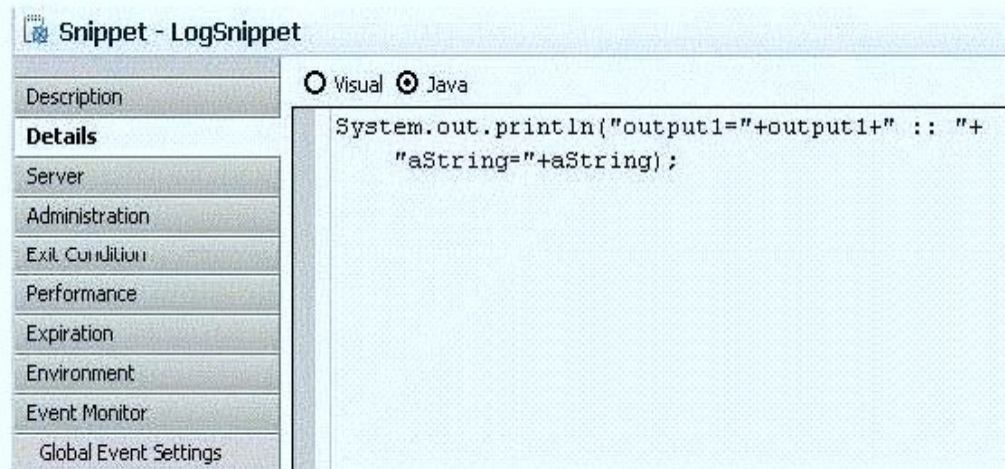 Snippet - LogSnippet
Visual Java
Description
Details
Server
Administration
Exit Condition
Performance
Expiration
Environment
Event Monitor
Global Event Settings
System.out.println("output1="+output1+" :: "+
"aString="+aString);